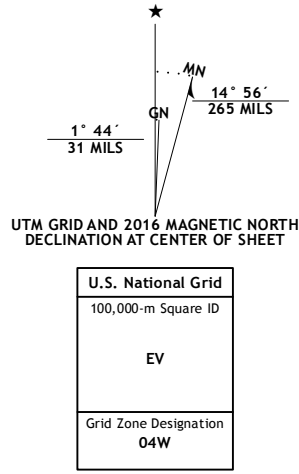 ★
MN
GN
14° 56´
265 MILS
1° 44´
31 MILS
UTM GRID AND 2016 MAGNETIC NORTH
DECLINATION AT CENTER OF SHEET
U.S. National Grid
100,000-m Square ID
EV
Grid Zone Designation
04W